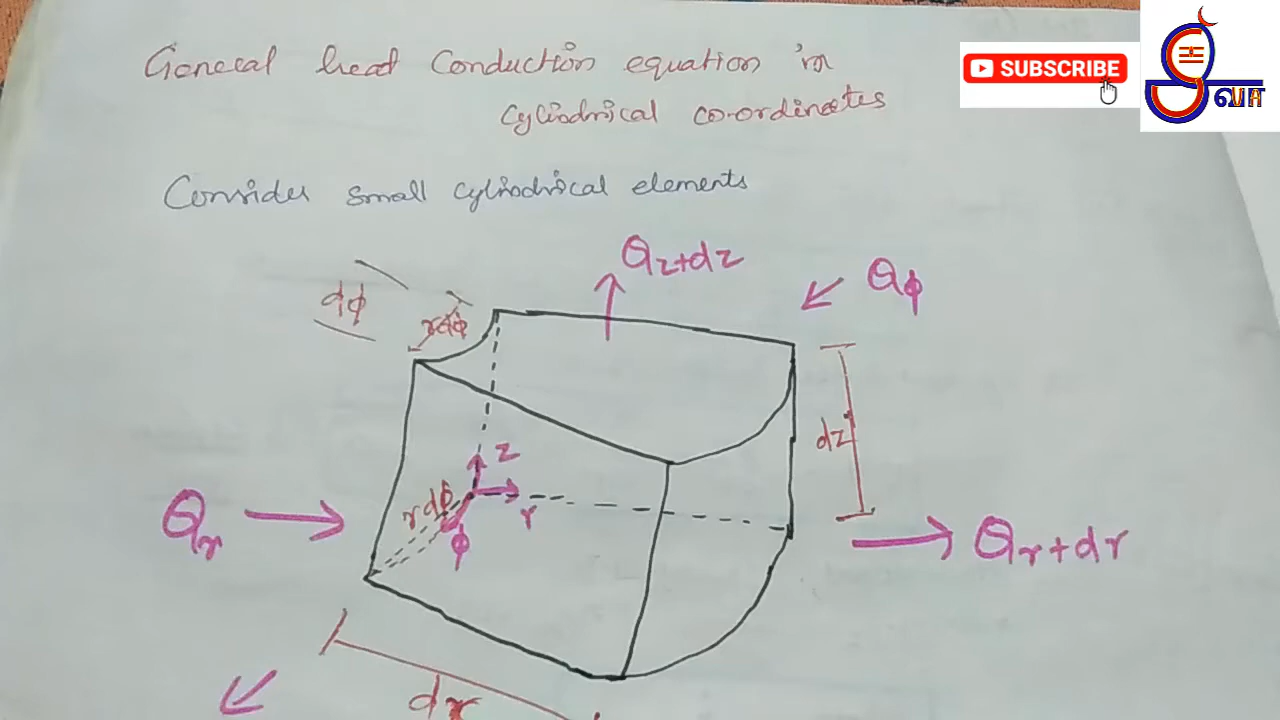 General heat Conduction equation in
Cylindrical co-ordinates
SUBSCRIBE
சிவா
UA
Consider small cylindrical elements
Qz+dz
Qϕ
dϕ
rdϕ
dz
z
r
rdϕ
ϕ
Qr
Qr+dr
dr